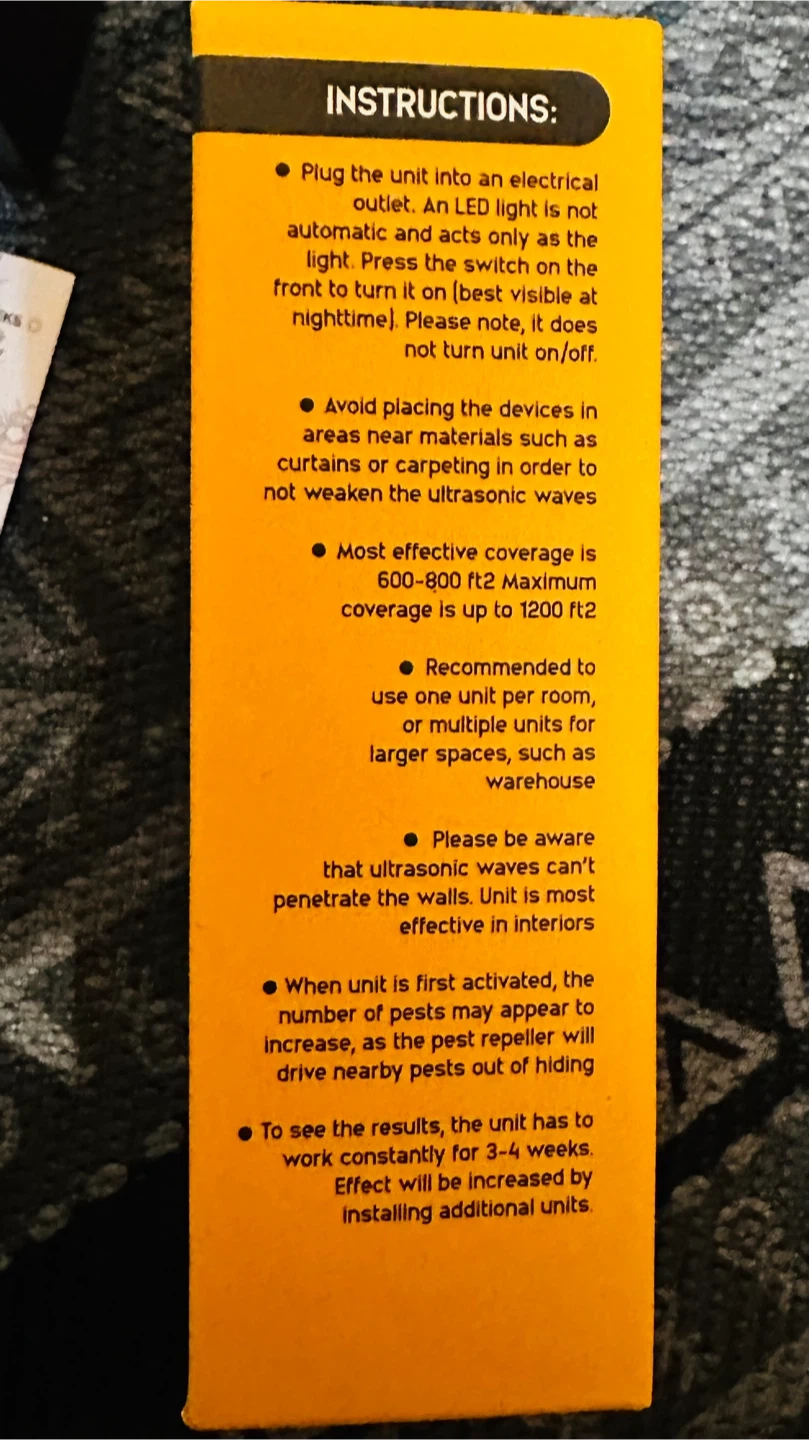 INSTRUCTIONS:
● Plug the unit into an electrical
outlet. An LED light is not
automatic and acts only as the
light. Press the switch on the
front to turn it on (best visible at
nighttime). Please note, it does
not turn unit on/off.
● Avoid placing the devices in
areas near materials such as
curtains or carpeting in order to
not weaken the ultrasonic waves
● Most effective coverage is
600-800 ft2 Maximum
coverage is up to 1200 ft2
● Recommended to
use one unit per room,
or multiple units for
larger spaces, such as
warehouse
● Please be aware
that ultrasonic waves can't
penetrate the walls. Unit is most
effective in interiors
● When unit is first activated, the
number of pests may appear to
increase, as the pest repeller will
drive nearby pests out of hiding
● To see the results, the unit has to
work constantly for 3-4 weeks.
Effect will be increased by
installing additional units.